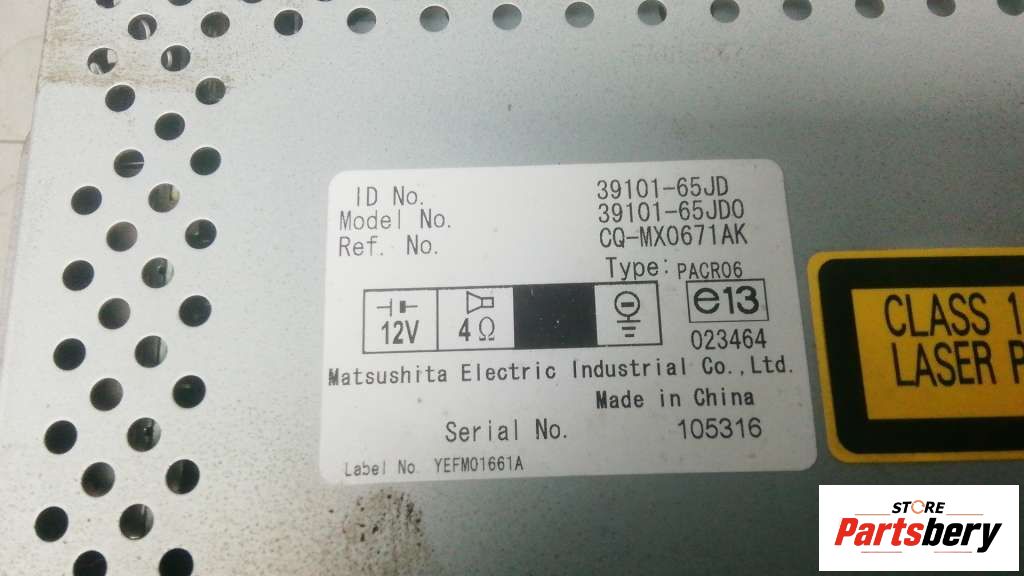 ID No. 39101-65JD
Model No. 39101-65JD0
Ref. No. CQ-MX0671AK
Type: PACR06
12V 4Ω e13
023464
Matsushita Electric Industrial Co.,Ltd.
Made in China
Serial No. 105316
Label No. YEFM01661A
CLASS 1
LASER P
STORE
Partsbery